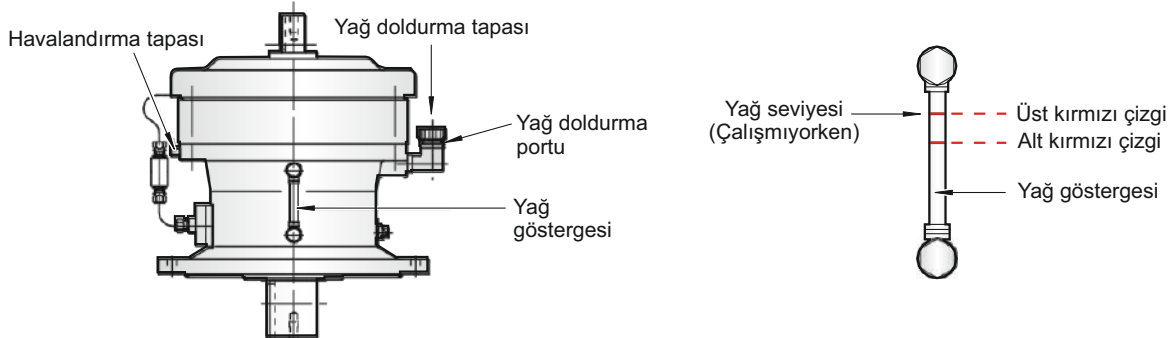 Havalandırma tapası
Yağ doldurma tapası
Yağ doldurma
portu
Yağ
göstergesi
Yağ seviyesi
(Çalışmıyorken)
Üst kırmızı çizgi
Alt kırmızı çizgi
Yağ göstergesi